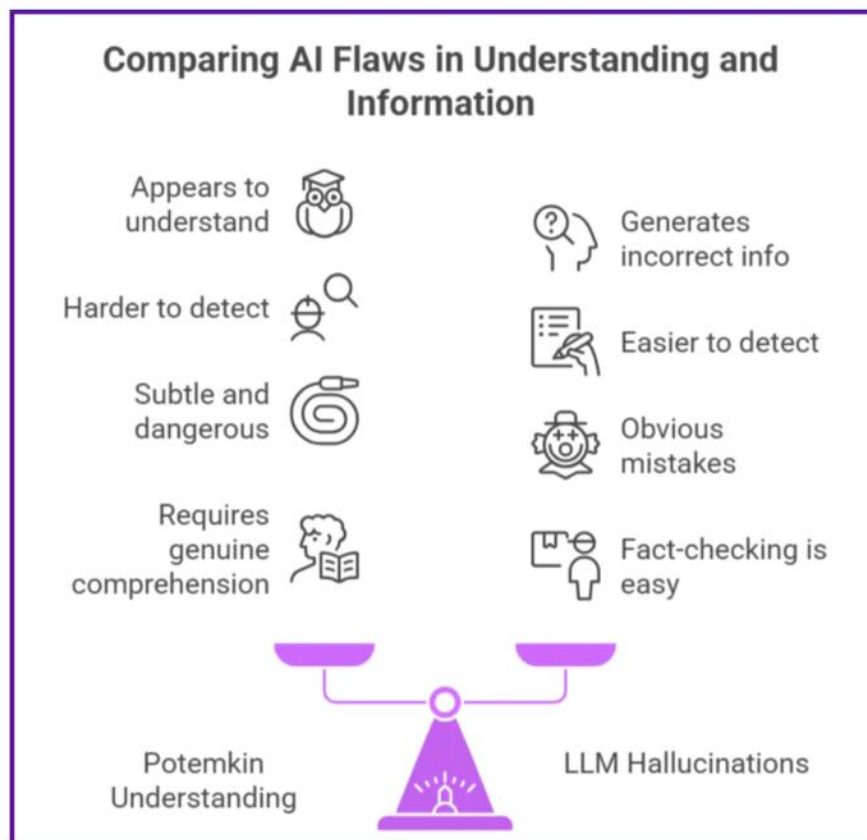 Comparing AI Flaws in Understanding and
Information
Appears to
understand
Harder to detect
Subtle and
dangerous
Requires
genuine
comprehension
Generates
incorrect info
Easier to detect
Obvious
mistakes
Fact-checking is
easy
Potemkin
Understanding
LLM Hallucinations